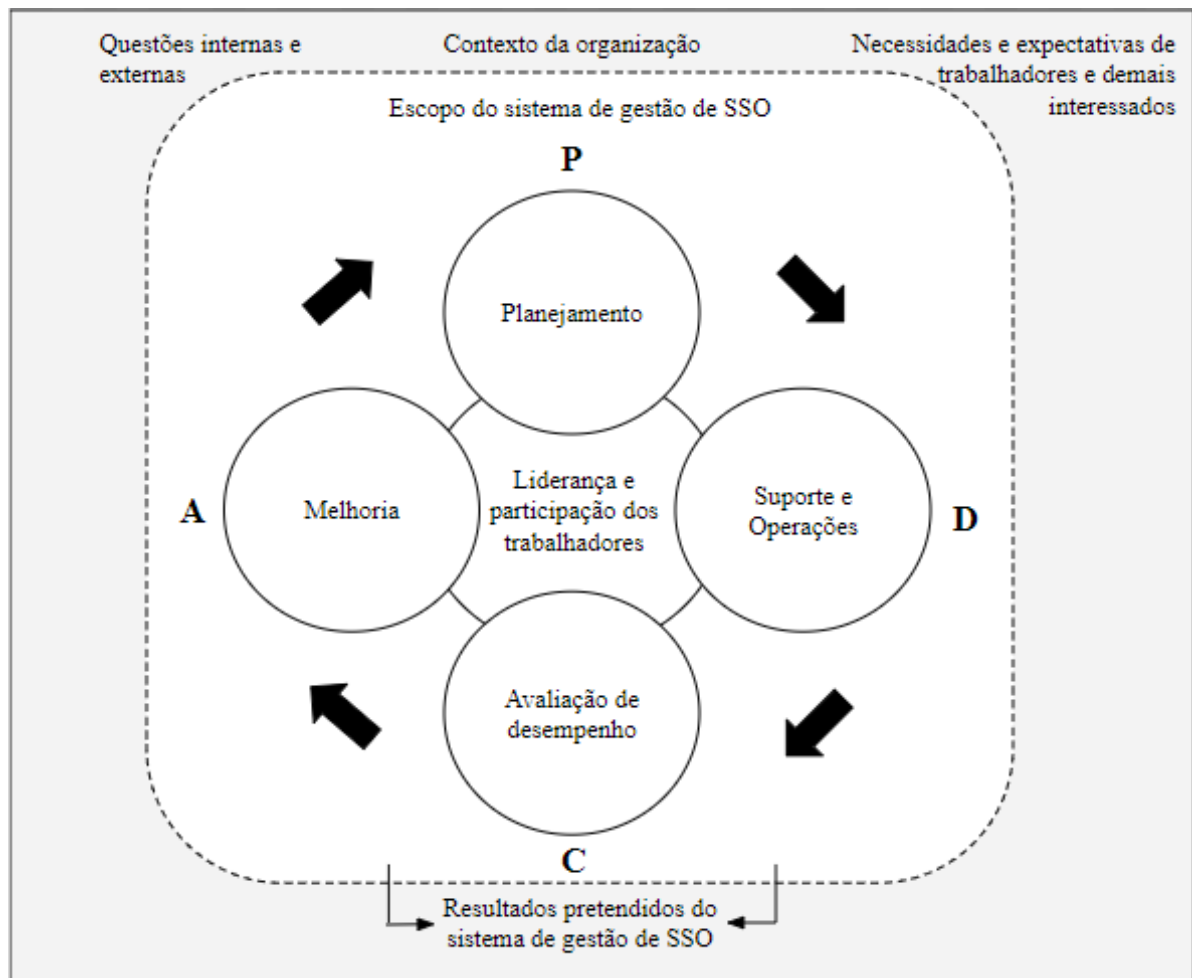 Questões internas e
externas
Contexto da organização
Necessidades e expectativas de
trabalhadores e demais
interessados
Escopo do sistema de gestão de SSO
P
Planejamento
A
Melhoria
Liderança e
participação dos
trabalhadores
Suporte e
Operações
D
Avaliação de
desempenho
C
Resultados pretendidos do
sistema de gestão de SSO